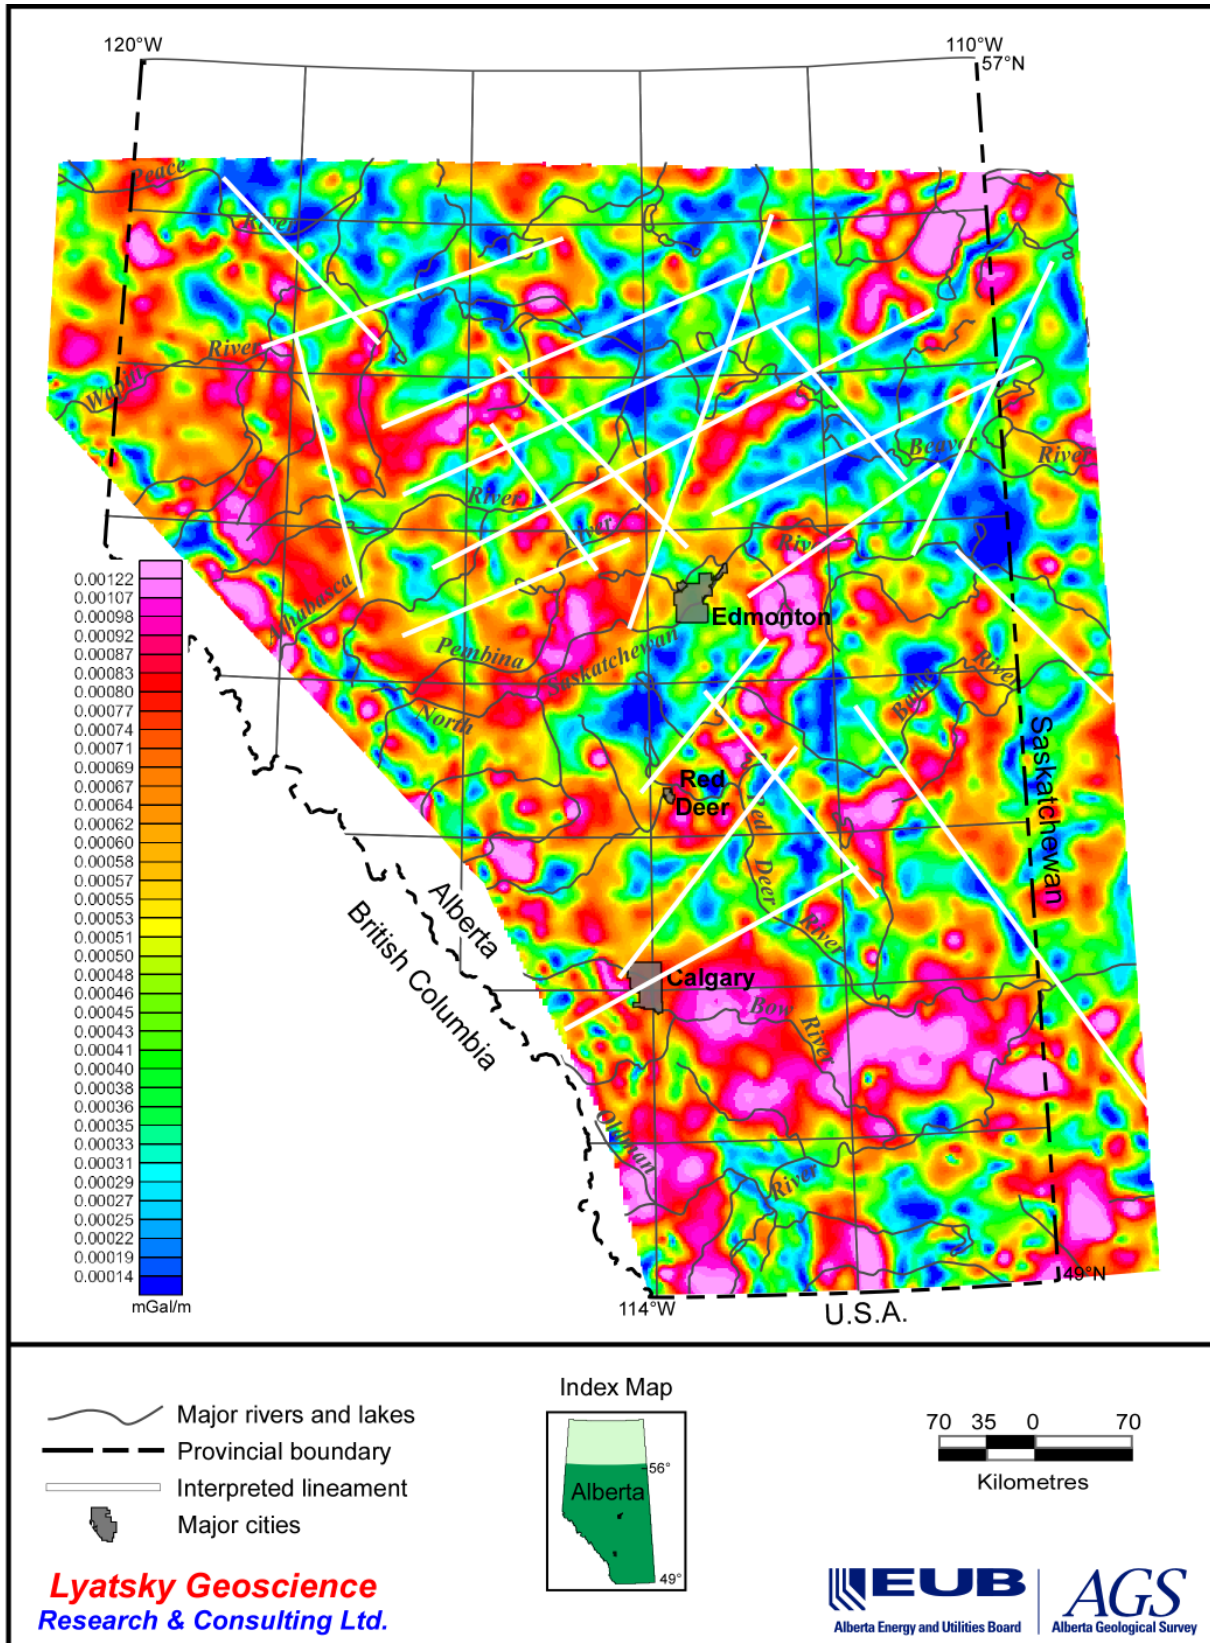 120°W
110°W
57°N
Peace
River
River
Wapiti
Beaver
River
River
River
Riv
Athabasca
Edmonton
Pembina
Saskatchewan
North
Battle
River
Saskatchewan
Red
Deer
Red
Deer
River
Alberta
British Columbia
Calgary
Bow
River
Oldman
River
49°N
114°W
U.S.A.
0.00122
0.00107
0.00098
0.00092
0.00087
0.00083
0.00080
0.00077
0.00074
0.00071
0.00069
0.00067
0.00064
0.00062
0.00060
0.00058
0.00057
0.00055
0.00053
0.00051
0.00050
0.00048
0.00046
0.00045
0.00043
0.00041
0.00040
0.00038
0.00036
0.00035
0.00033
0.00031
0.00029
0.00027
0.00025
0.00022
0.00019
0.00014
mGal/m
Major rivers and lakes
Provincial boundary
Interpreted lineament
Major cities
Index Map
56°
Alberta
49°
70 35 0 70
Kilometres
Lyatsky Geoscience
Research & Consulting Ltd.
EUB
Alberta Energy and Utilities Board
AGS
Alberta Geological Survey